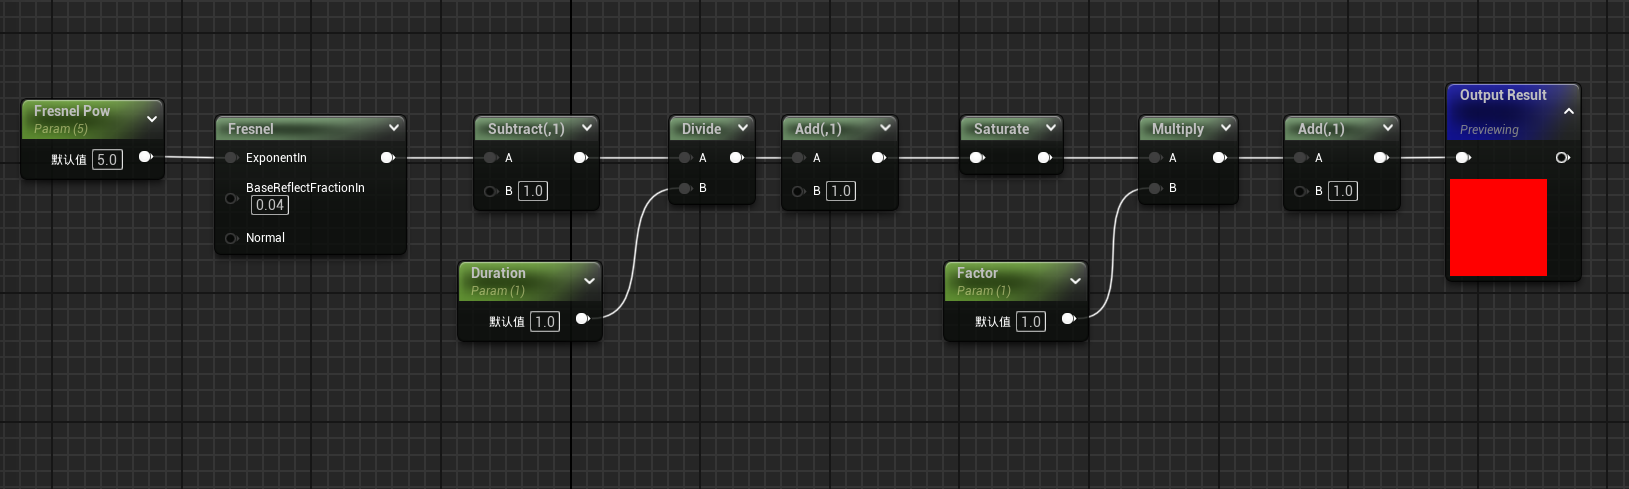 Fresnel Pow
Param (5)
默认值 5.0
Fresnel
ExponentIn
BaseReflectFractionIn
0.04
Normal
Subtract(,1)
A
B 1.0
Duration
Param (1)
默认值 1.0
Divide
A
B
Add(,1)
A
B 1.0
Saturate
Factor
Param (1)
默认值 1.0
Multiply
A
B
Add(,1)
A
B 1.0
Output Result
Previewing